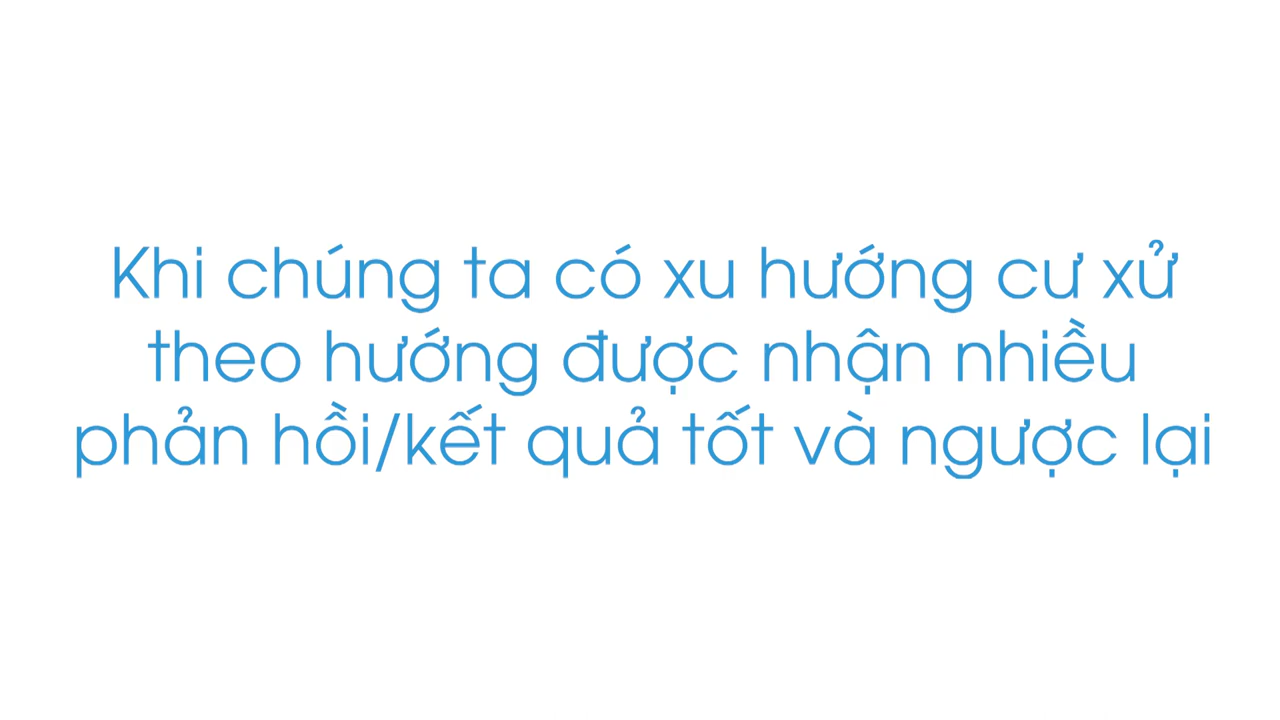 Khi chúng ta có xu hướng cư xử
theo hướng được nhận nhiều
phản hồi/kết quả tốt và ngược lại